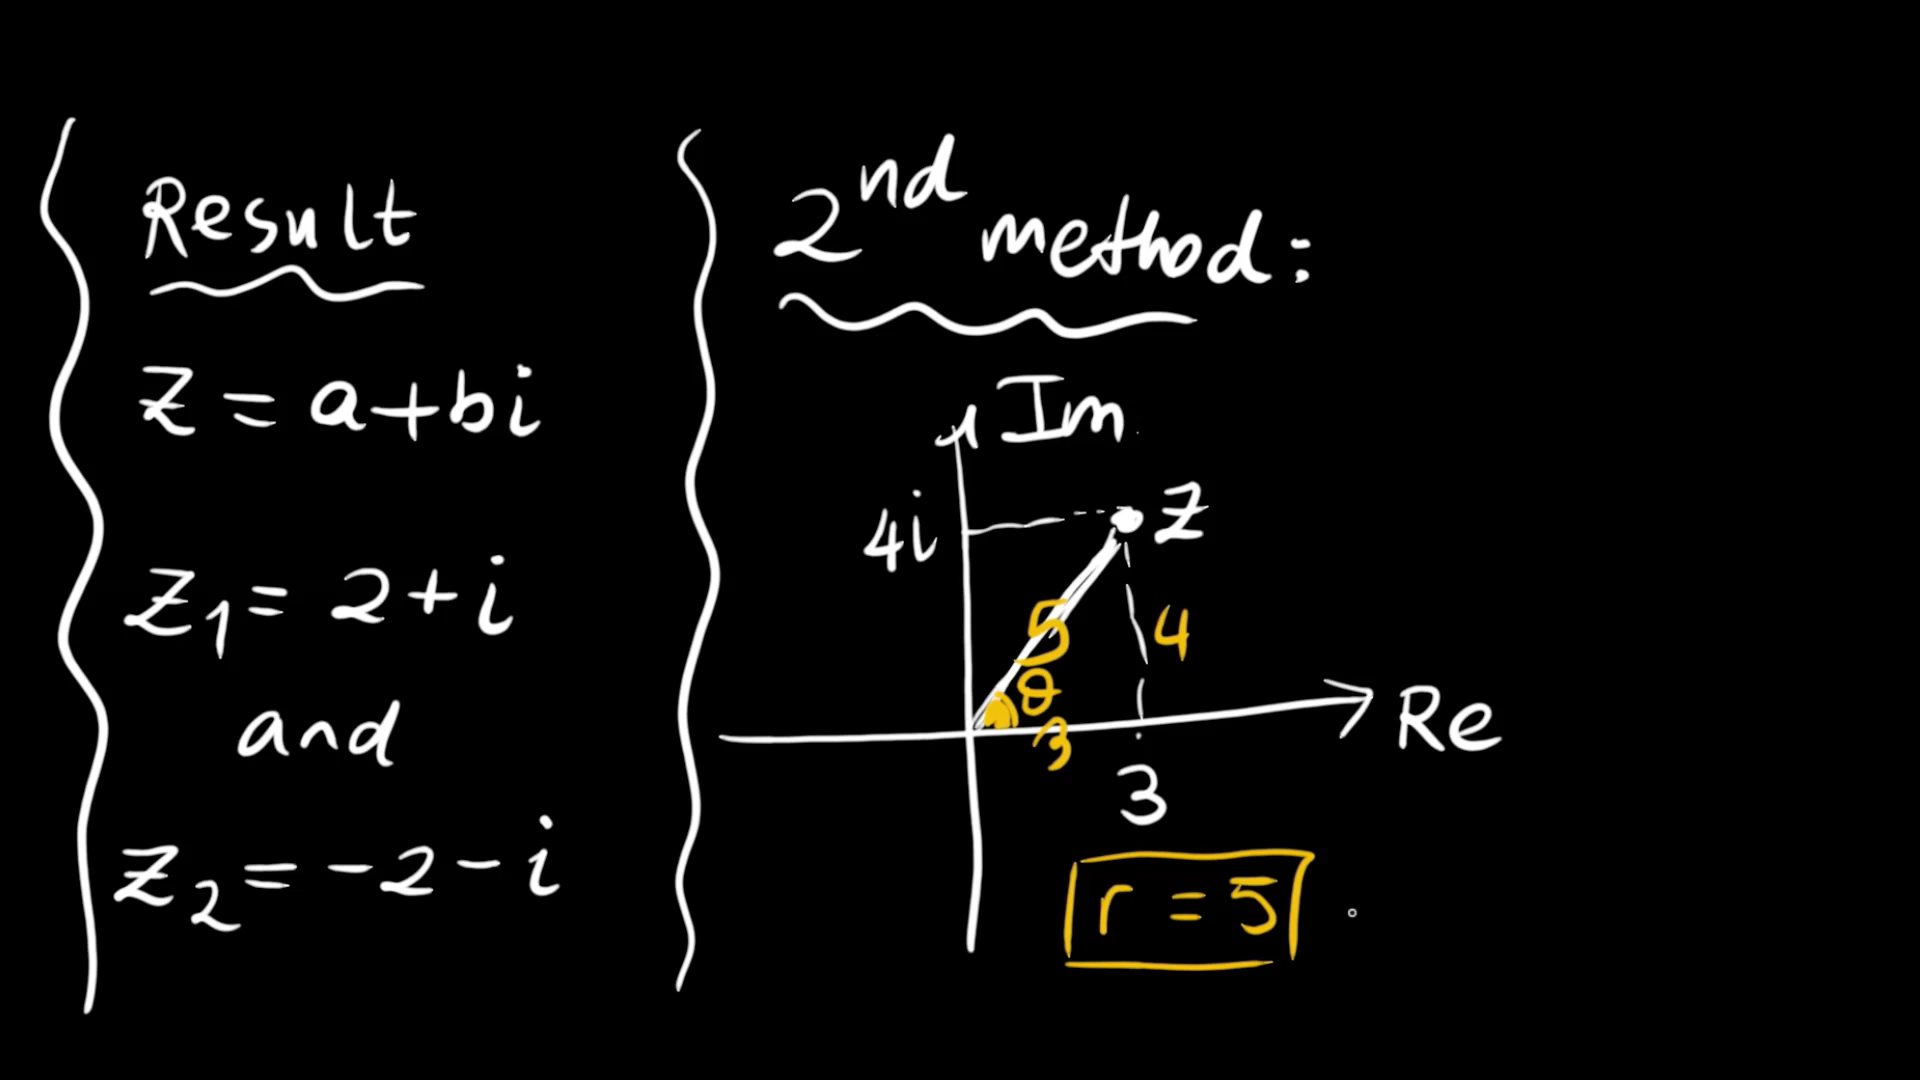 Result
z = a+bi
z1 = 2+i
and
z2 = -2-i
2nd method:
Im
4i
z
5
4
θ
3
Re
3
r = 5